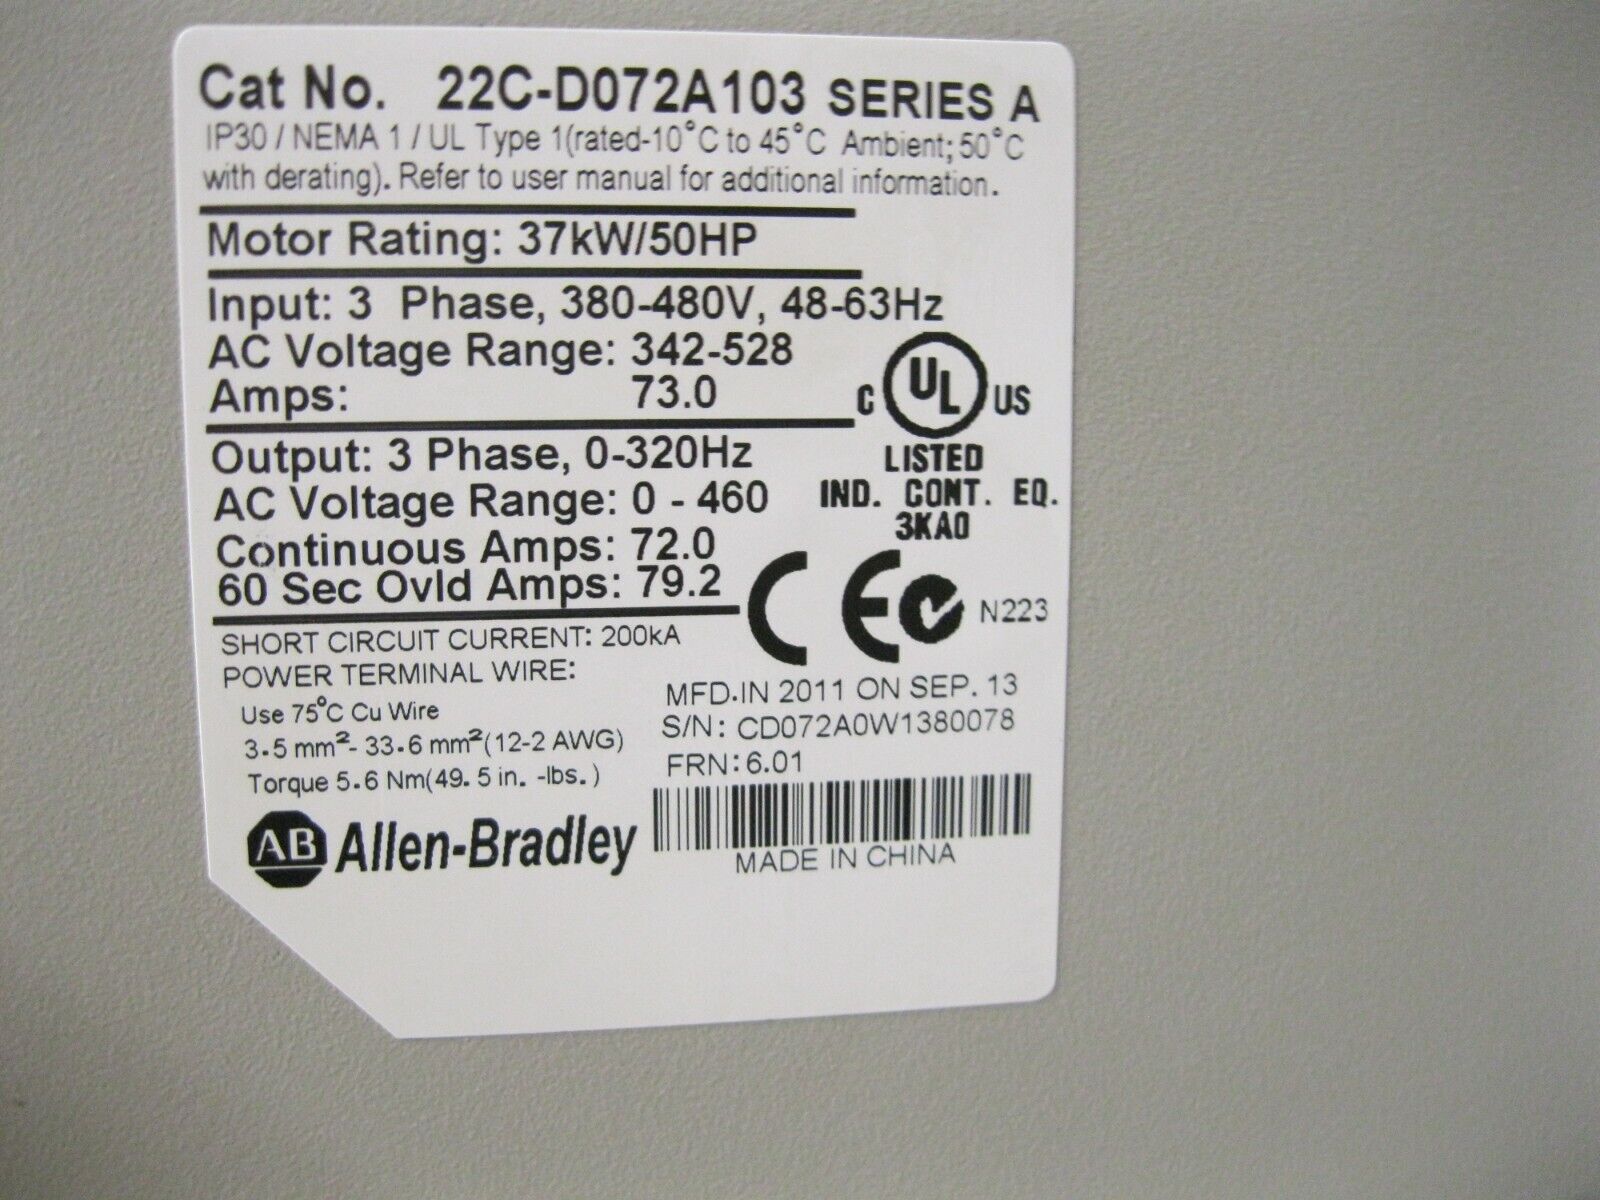 Cat No. 22C-D072A103 SERIES A
IP30 / NEMA 1 / UL Type 1(rated-10°C to 45°C Ambient; 50°C
with derating). Refer to user manual for additional information.
Motor Rating: 37kW/50HP
Input: 3 Phase, 380-480V, 48-63Hz
AC Voltage Range: 342-528
Amps: 73.0
C UL US
LISTED
IND. CONT. EQ.
3KA0
Output: 3 Phase, 0-320Hz
AC Voltage Range: 0 - 460
Continuous Amps: 72.0
60 Sec Ovld Amps: 79.2
CE N223
SHORT CIRCUIT CURRENT: 200kA
POWER TERMINAL WIRE:
Use 75°C Cu Wire
3.5 mm²- 33.6 mm²(12-2 AWG)
Torque 5.6 Nm(49.5 in. -lbs.)
MFD.IN 2011 ON SEP. 13
S/N: CD072A0W1380078
FRN: 6.01
AB Allen-Bradley
MADE IN CHINA